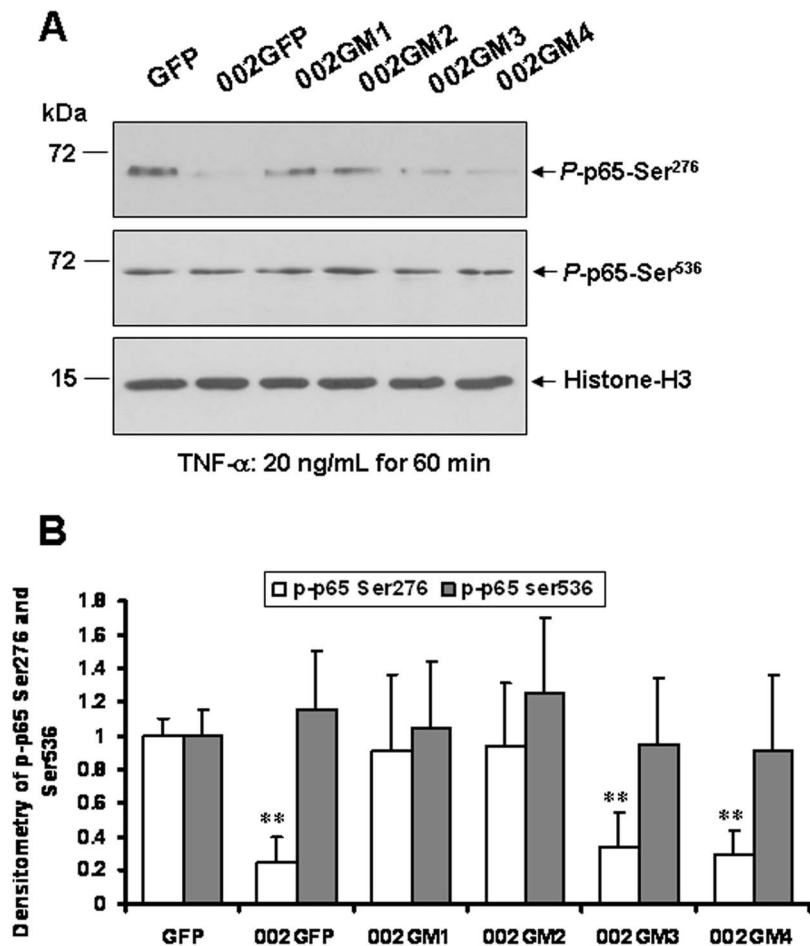 A
GFP 002GFP 002GM1 002GM2 002GM3 002GM4
kDa
72
P-p65-Ser276
72
P-p65-Ser536
15
Histone-H3
TNF-α: 20 ng/mL for 60 min
B
p-p65 Ser276 p-p65 ser536
Densitometry of p-p65 Ser276 and
Ser536
1.8
1.6
1.4
1.2
1
0.8
0.6
0.4
0.2
0
**
**
**
GFP 002GFP 002GM1 002GM2 002GM3 002GM4